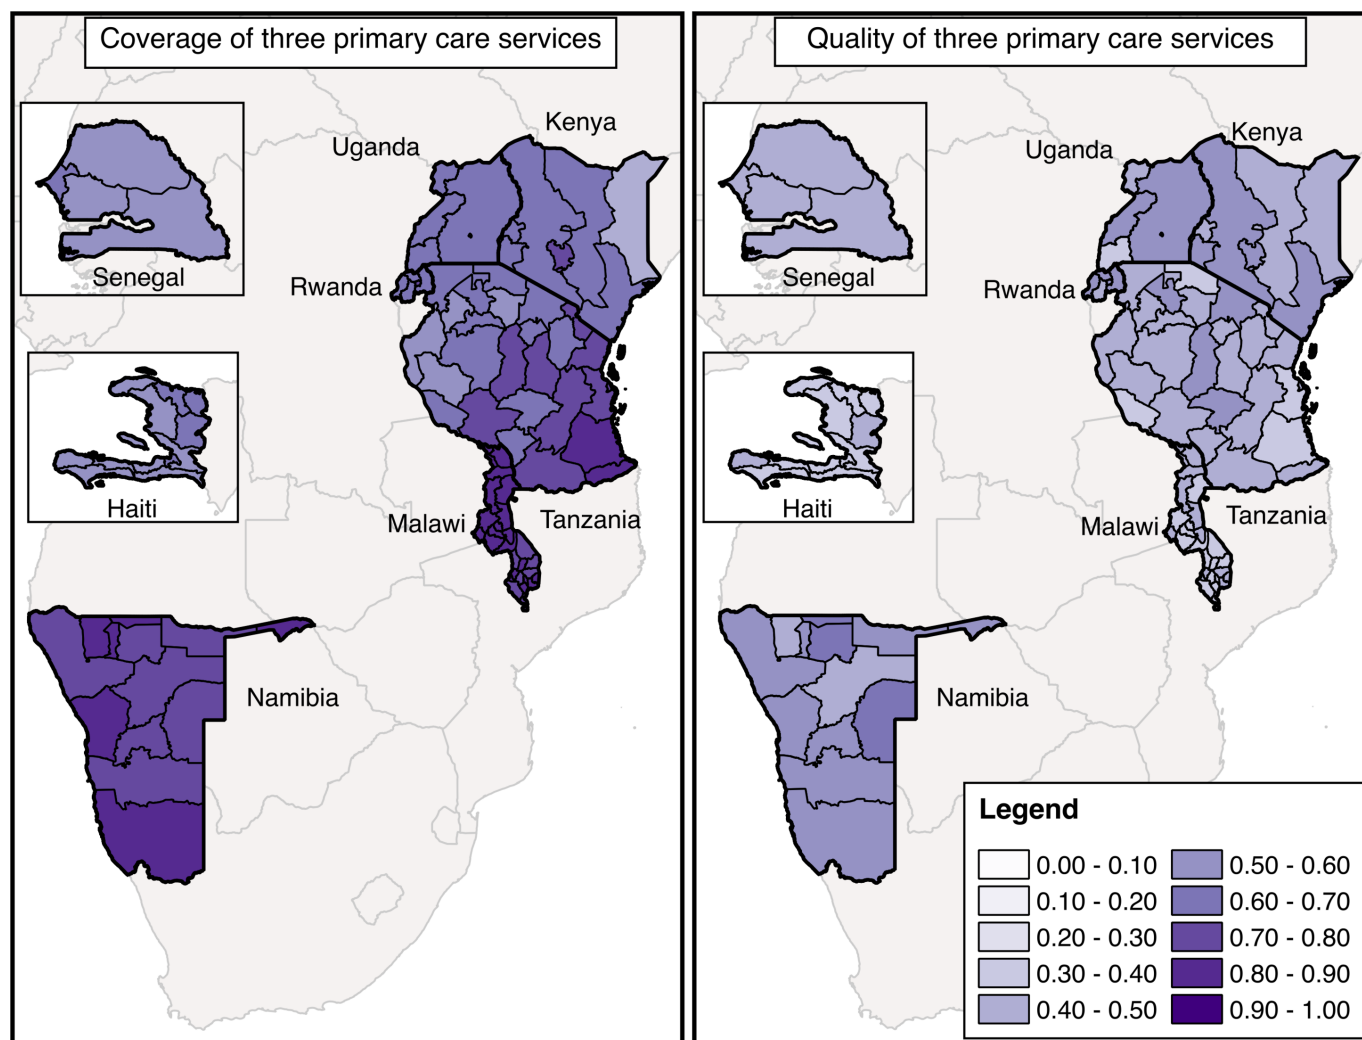 Coverage of three primary care services
Kenya
Uganda
Senegal
Rwanda
Haiti
Malawi
Tanzania
Namibia
Quality of three primary care services
Kenya
Uganda
Senegal
Rwanda
Haiti
Malawi
Tanzania
Namibia
Legend
0.00 - 0.10
0.10 - 0.20
0.20 - 0.30
0.30 - 0.40
0.40 - 0.50
0.50 - 0.60
0.60 - 0.70
0.70 - 0.80
0.80 - 0.90
0.90 - 1.00